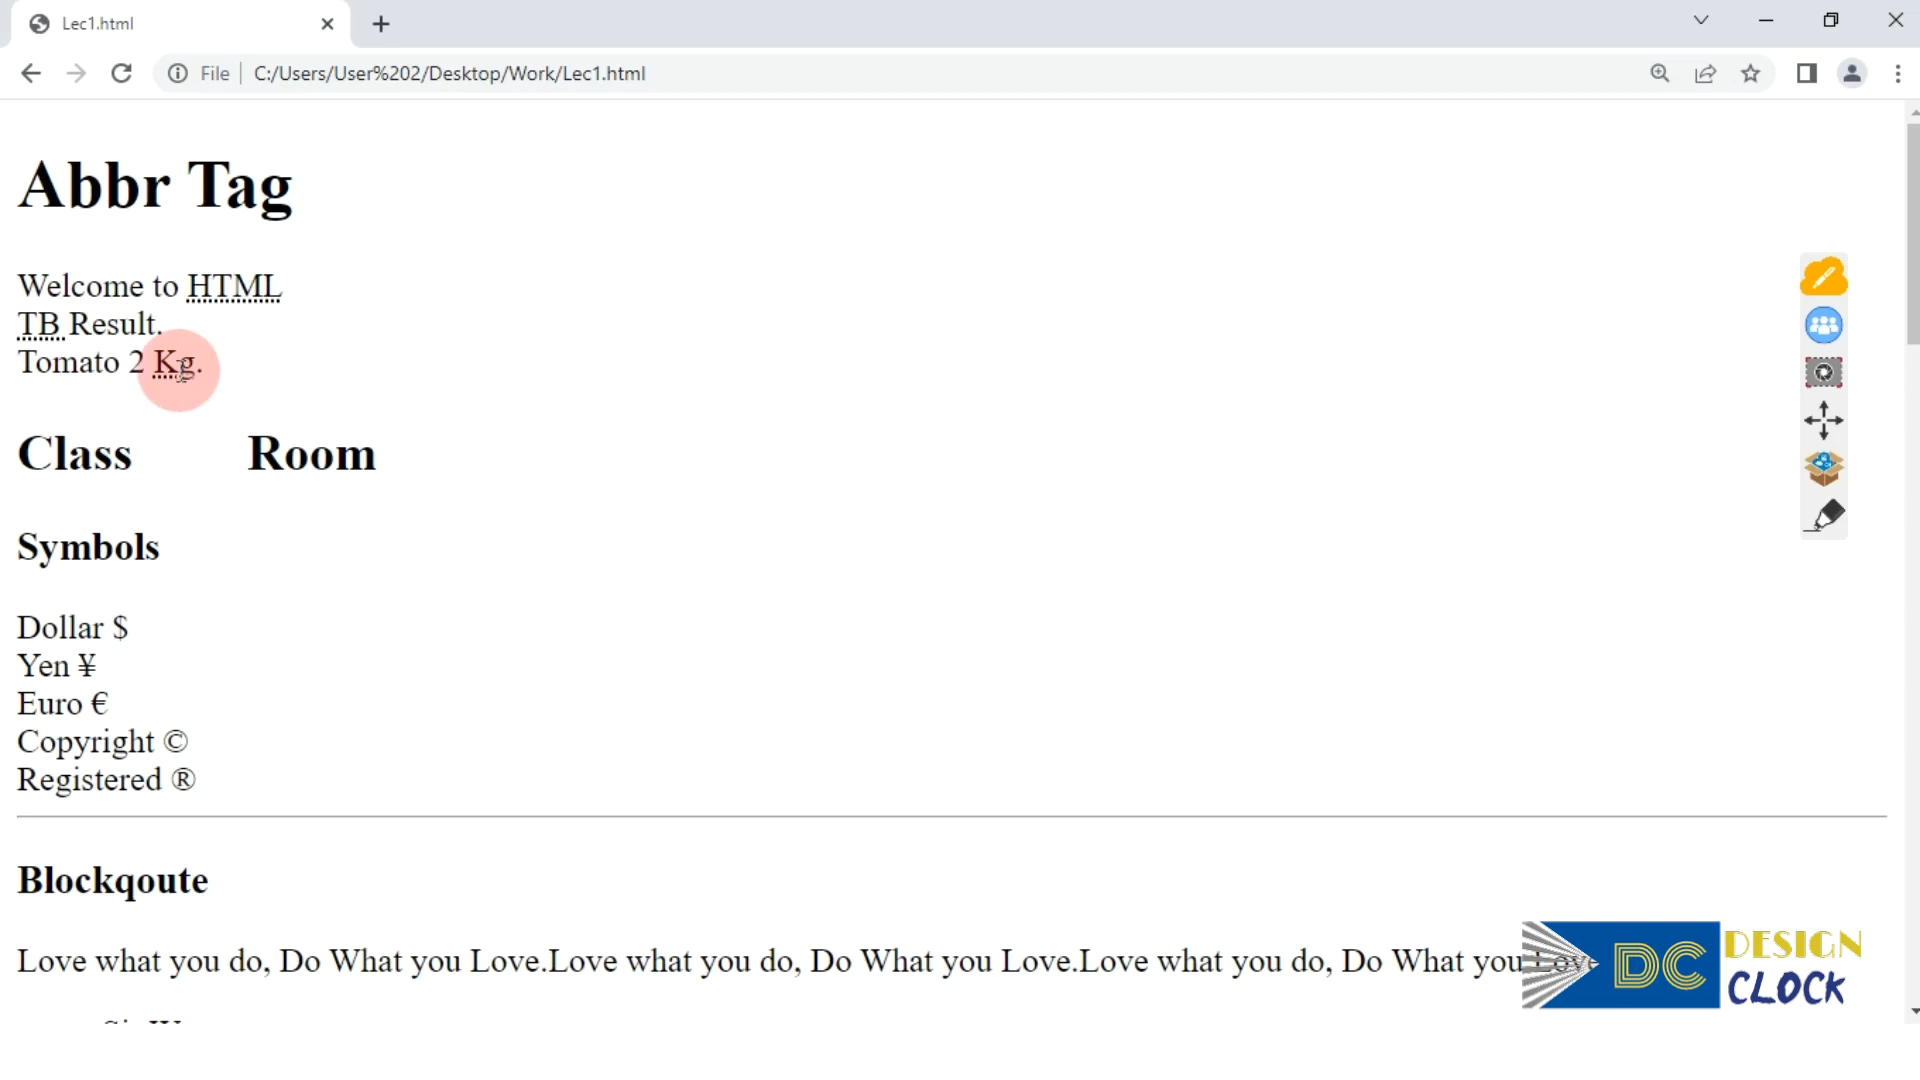 Lec1.html
File
C:/Users/User%202/Desktop/Work/Lec1.html
Abbr Tag
Welcome to HTML
TB Result.
Tomato 2 Kg.
Class Room
Symbols
Dollar $
Yen ¥
Euro €
Copyright ©
Registered ®
Blockqoute
Love what you do, Do What you Love.Love what you do, Do What you Love.Love what you do, Do What you Love
DC DESIGN
CLOCK